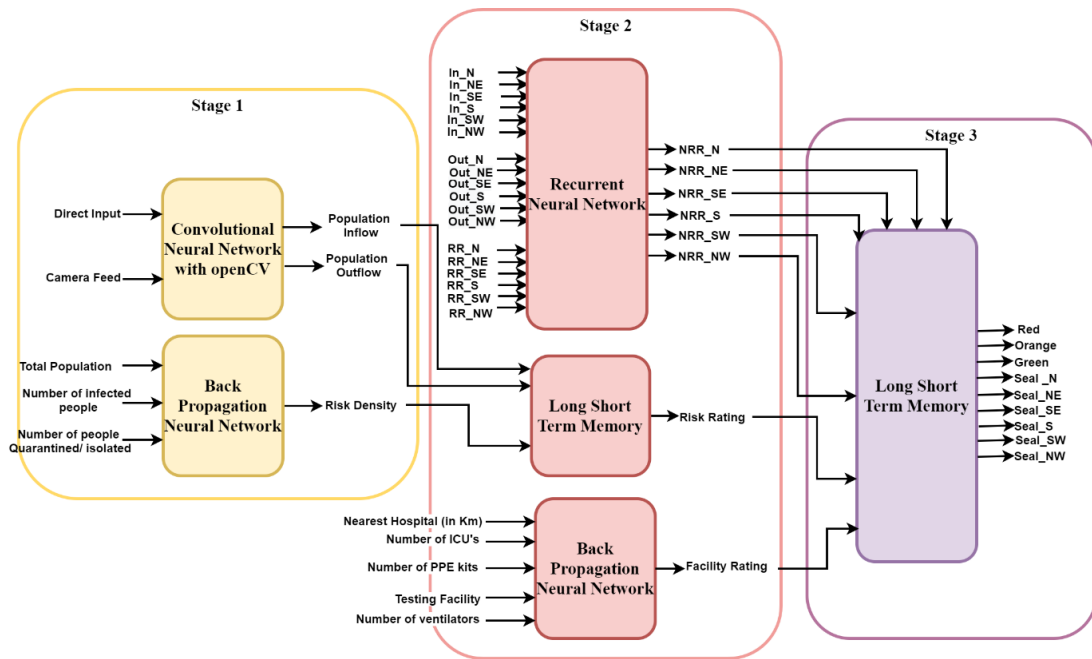 Stage 1
Direct Input
Camera Feed
Convolutional
Neural Network
with openCV
Population
Inflow
Population
Outflow
Total Population
Number of infected
people
Number of people
Quarantined/ isolated
Back
Propagation
Neural Network
Risk Density
Stage 2
In_N
In_NE
In_SE
In_S
In_SW
In_NW
Out_N
Out_NE
Out_SE
Out_S
Out_SW
Out_NW
RR_N
RR_NE
RR_SE
RR_S
RR_SW
RR_NW
Recurrent
Neural Network
NRR_N
NRR_NE
NRR_SE
NRR_S
NRR_SW
NRR_NW
Long Short
Term Memory
Risk Rating
Nearest Hospital (in Km)
Number of ICU's
Number of PPE kits
Testing Facility
Number of ventilators
Back
Propagation
Neural Network
Facility Rating
Stage 3
Long Short
Term Memory
Red
Orange
Green
Seal _N
Seal_NE
Seal_SE
Seal_S
Seal_SW
Seal_NW